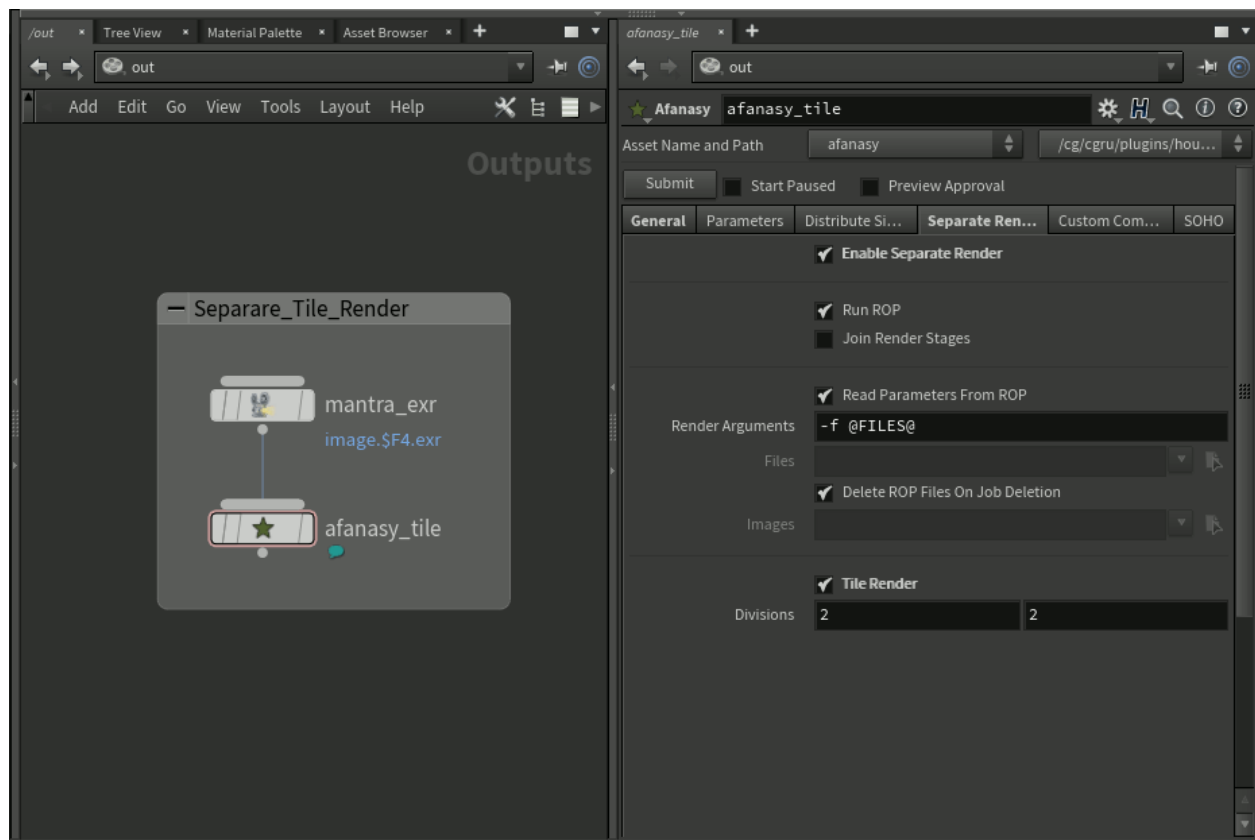 /out × Tree View × Material Palette × Asset Browser × +
out
Add Edit Go View Tools Layout Help
Outputs
Separare_Tile_Render
mantra_exr
image.$F4.exr
afanasy_tile
afanasy_tile × +
out
Afanasy afanasy_tile
Asset Name and Path afanasy /cg/cgru/plugins/hou...
Submit Start Paused Preview Approval
General Parameters Distribute Si... Separate Ren... Custom Com... SOHO
Enable Separate Render
Run ROP
Join Render Stages
Read Parameters From ROP
Render Arguments -f @FILES@
Files
Delete ROP Files On Job Deletion
Images
Tile Render
Divisions 2 2